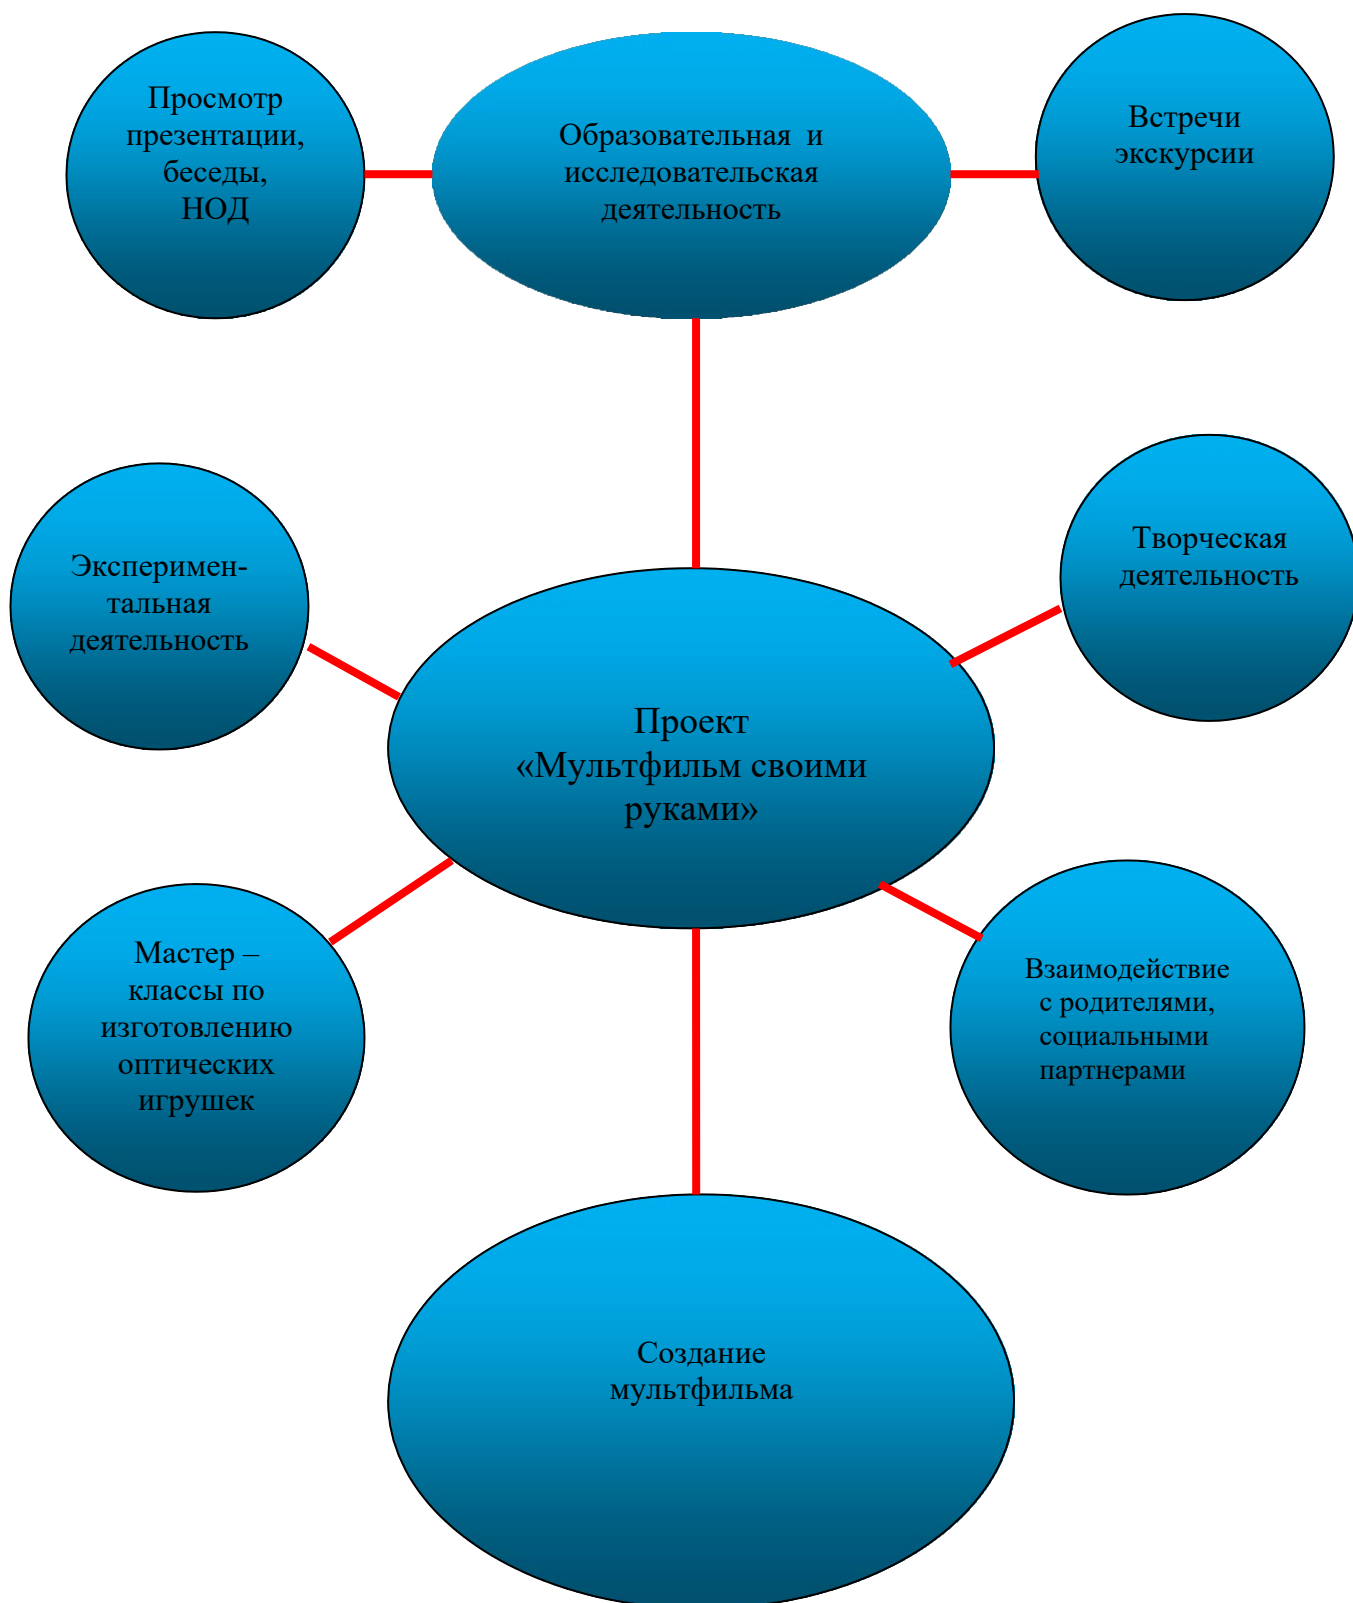 Просмотр
презентации,
беседы,
НОД
Образовательная и
исследовательская
деятельность
Встречи
экскурсии
Эксперимен-
тальная
деятельность
Творческая
деятельность
Проект
«Мультфильм своими
руками»
Мастер –
классы по
изготовлению
оптических
игрушек
Взаимодействие
с родителями,
социальными
партнерами
Создание
мультфильма